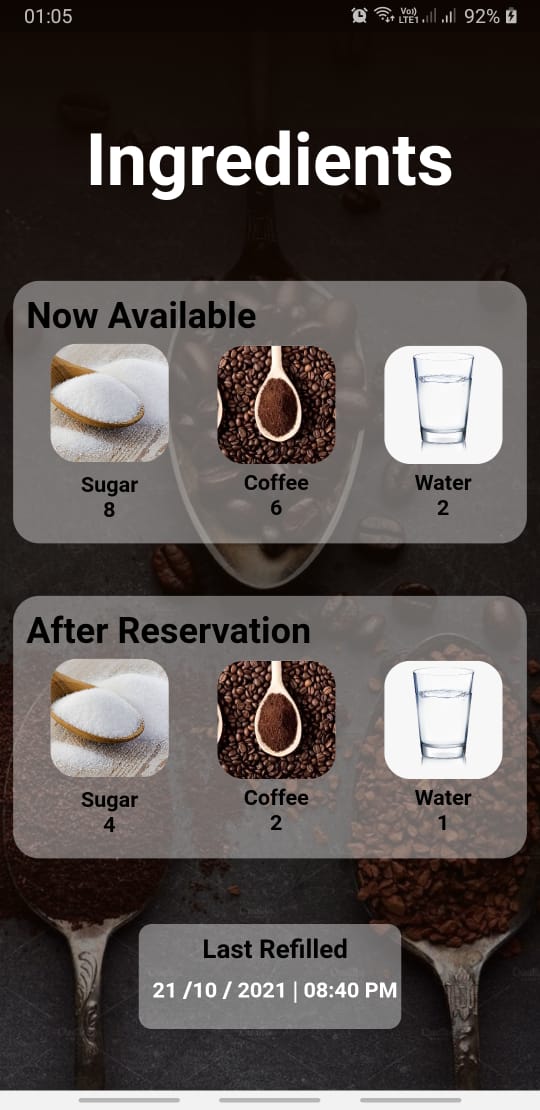 01:05
Vo)) LTE1 92%
Ingredients
Now Available
Sugar Coffee Water
8 6 2
After Reservation
Sugar Coffee Water
4 2 1
Last Refilled
21 /10 / 2021 | 08:40 PM